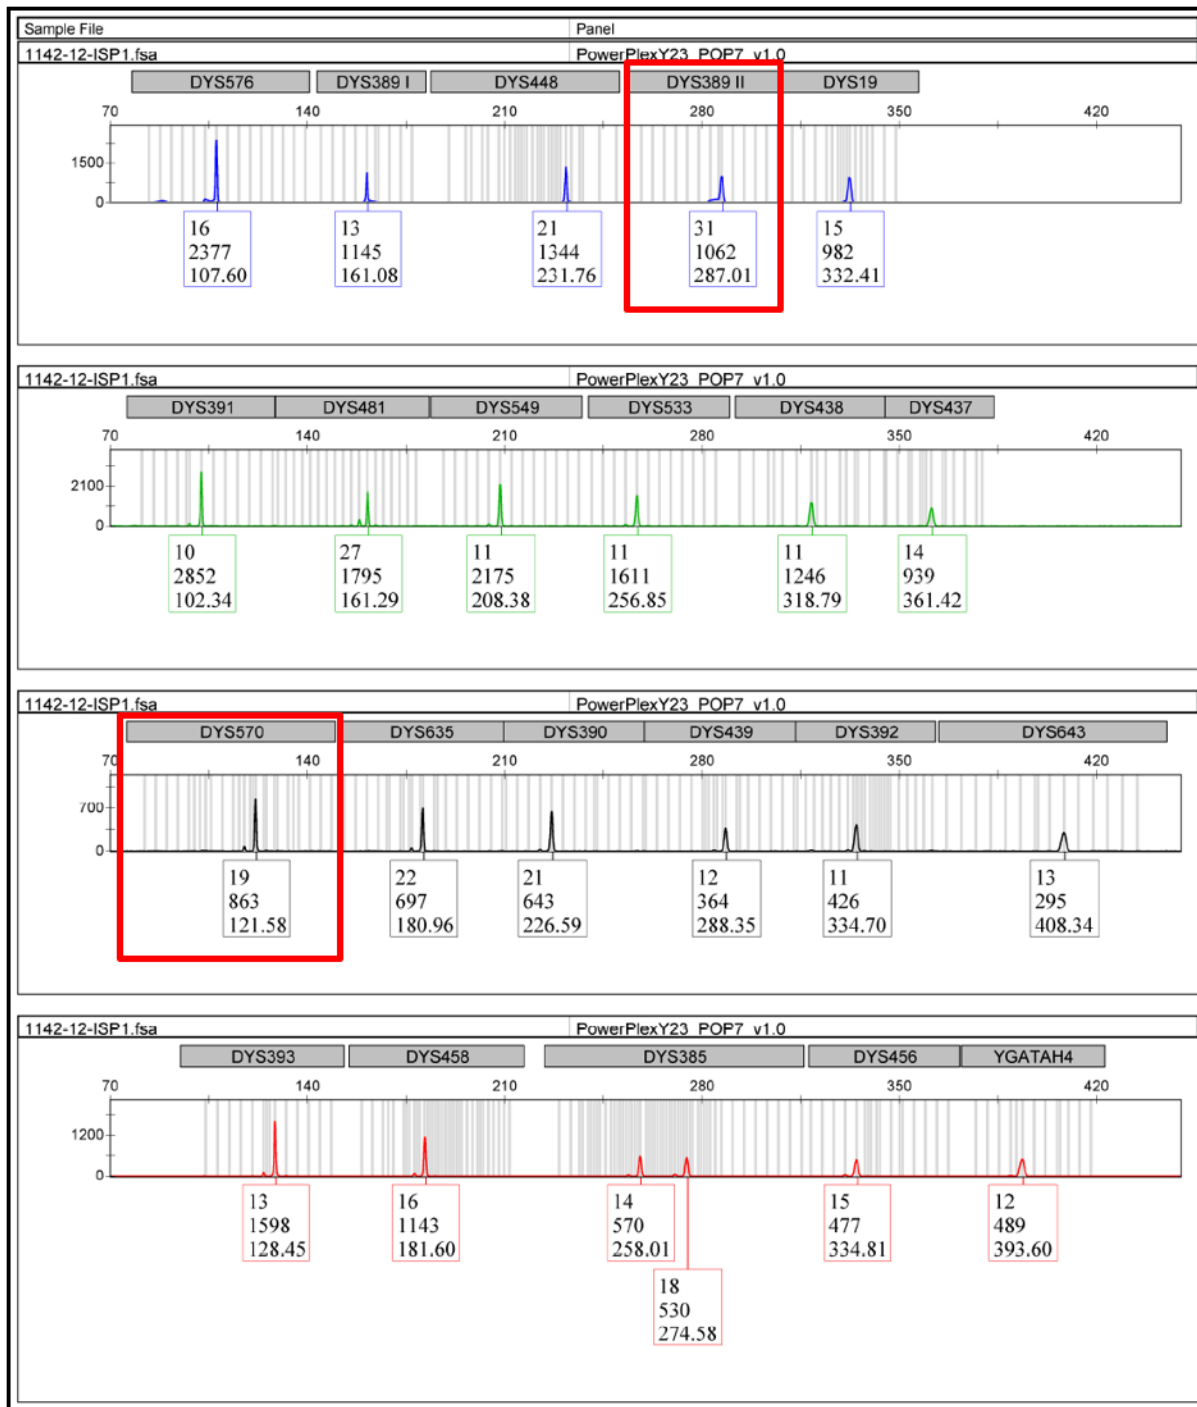 Sample File Panel
1142-12-ISP1.fsa PowerPlexY23_POP7_v1.0
DYS576 DYS389 I DYS448 DYS389 II DYS19
70 140 210 280 350 420
1500
0
16 13 21 31 15
2377 1145 1344 1062 982
107.60 161.08 231.76 287.01 332.41
1142-12-ISP1.fsa PowerPlexY23_POP7_v1.0
DYS391 DYS481 DYS549 DYS533 DYS438 DYS437
70 140 210 280 350 420
2100
0
10 27 11 11 11 14
2852 1795 2175 1611 1246 939
102.34 161.29 208.38 256.85 318.79 361.42
1142-12-ISP1.fsa PowerPlexY23_POP7_v1.0
DYS570 DYS635 DYS390 DYS439 DYS392 DYS643
70 140 210 280 350 420
700
0
19 22 21 12 11 13
863 697 643 364 426 295
121.58 180.96 226.59 288.35 334.70 408.34
1142-12-ISP1.fsa PowerPlexY23_POP7_v1.0
DYS393 DYS458 DYS385 DYS456 YGATAH4
70 140 210 280 350 420
1200
0
13 16 14 15 12
1598 1143 570 477 489
128.45 181.60 258.01 334.81 393.60
18
530
274.58